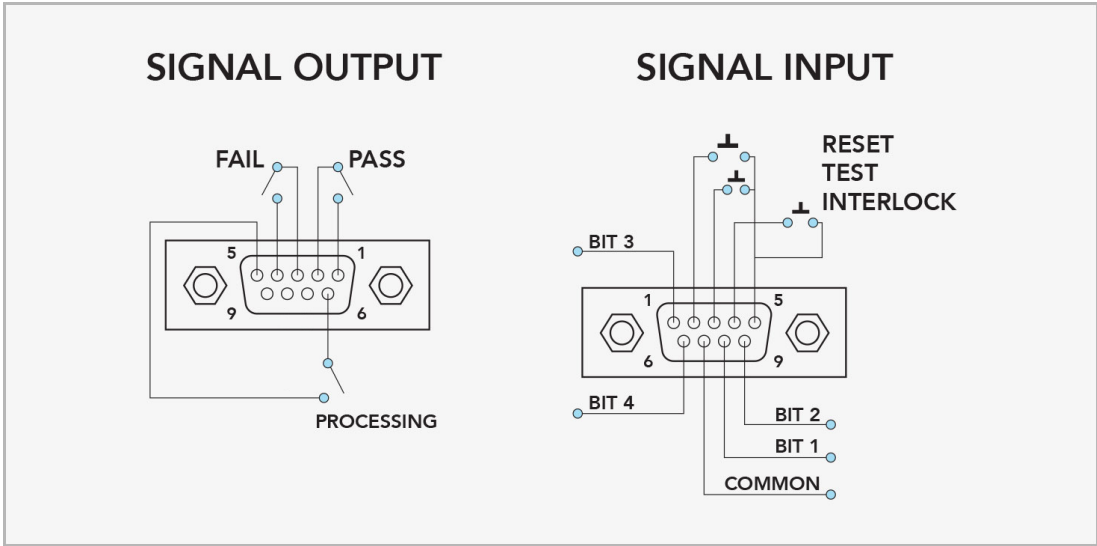 SIGNAL OUTPUT
FAIL
PASS
5
1
9
6
PROCESSING
SIGNAL INPUT
RESET
TEST
INTERLOCK
BIT 3
1
5
6
9
BIT 4
BIT 2
BIT 1
COMMON